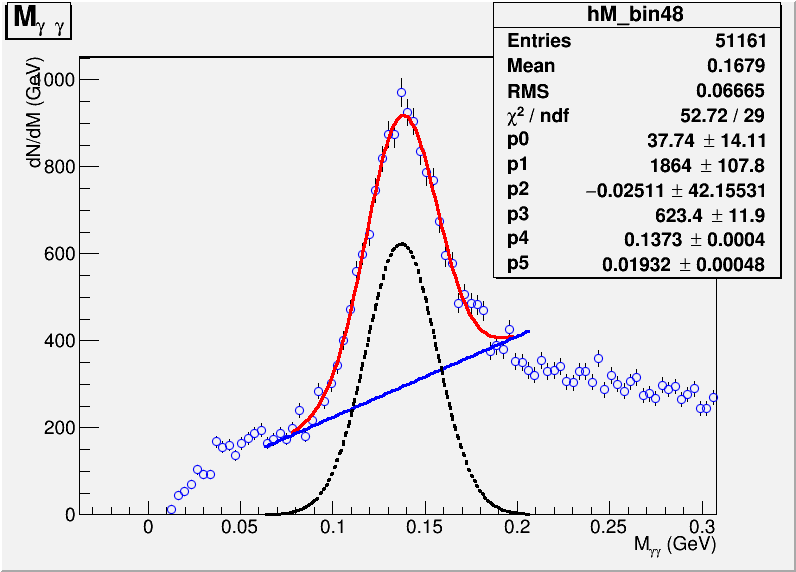 M_γ γ
hM_bin48
Entries 51161
Mean 0.1679
RMS 0.06665
χ² / ndf 52.72 / 29
p0 37.74 ± 14.11
p1 1864 ± 107.8
p2 −0.02511 ± 42.15531
p3 623.4 ± 11.9
p4 0.1373 ± 0.0004
p5 0.01932 ± 0.00048
dN/dM (GeV)
1000
800
600
400
200
0
0 0.05 0.1 0.15 0.2 0.25 0.3
M_γγ (GeV)